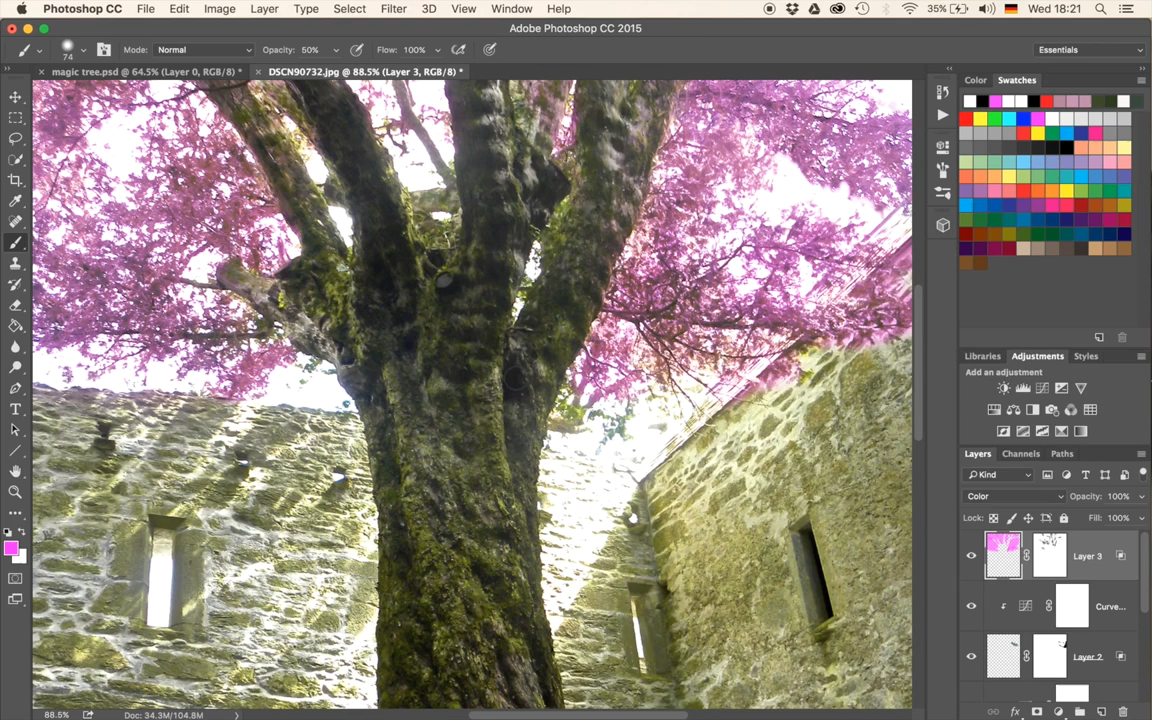 Photoshop CC File Edit Image Layer Type Select Filter 3D View Window Help 35% Wed 18:21
Adobe Photoshop CC 2015
74 Mode: Normal Opacity: 50% Flow: 100% Essentials
magic tree.psd @ 64.5% (Layer 0, RGB/8) * DSCN90732.jpg @ 88.5% (Layer 3, RGB/8) *
Color Swatches
Libraries Adjustments Styles
Add an adjustment
Layers Channels Paths
Kind
Color Opacity: 100%
Lock: Fill: 100%
Layer 3
Curve...
Layer 2
fx
88.5% Doc: 34.3M/104.8M